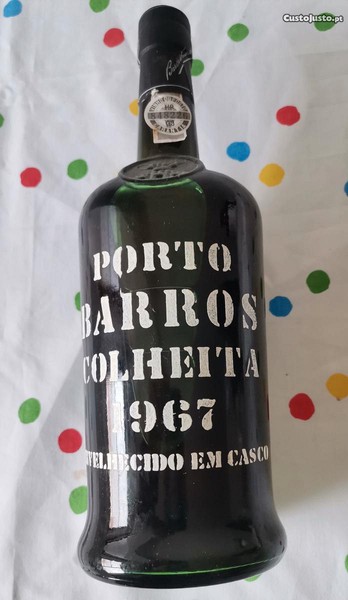 CustoJusto.pt
PORTO
BARROS
COLHEITA
1967
ENVELHECIDO EM CASCO